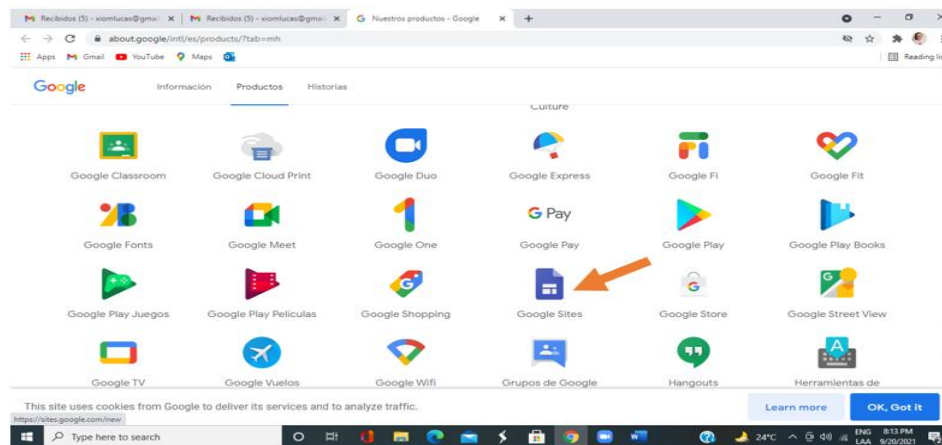 Recibidos (5) - xiomlucas@gmai
Recibidos (5) - xiomlucas@gmai
Nuestros productos - Google
about.google/intl/es/products/?tab=mh
Apps
Gmail
YouTube
Maps
Reading lis
Google
Información
Productos
Historias
Culture
Google Classroom
Google Cloud Print
Google Duo
Google Express
Google Fi
Google Fit
G Pay
Google Fonts
Google Meet
Google One
Google Pay
Google Play
Google Play Books
Google Play Juegos
Google Play Películas
Google Shopping
Google Sites
Google Store
Google Street View
Google TV
Google Vuelos
Google Wifi
Grupos de Google
Hangouts
Herramientas de
This site uses cookies from Google to deliver its services and to analyze traffic.
Learn more
OK, Got it
https://sites.google.com/new
Type here to search
24°C
ENG
LAA
8:13 PM
9/20/2021